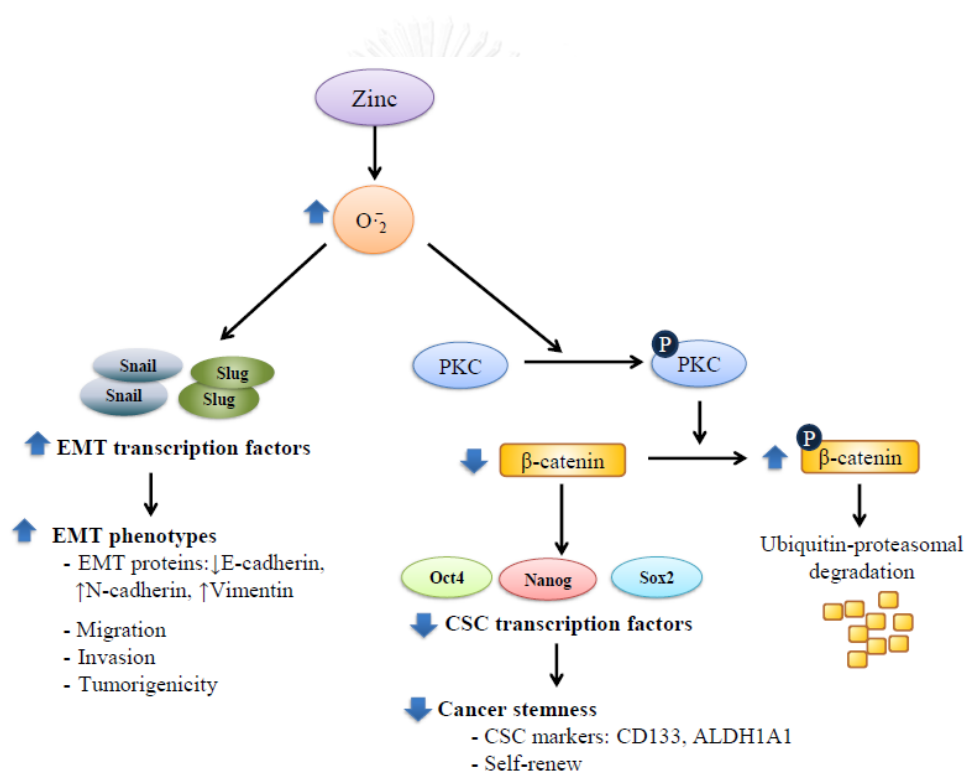 Zinc
O·̄2
Snail
Snail
Slug
Slug
EMT transcription factors
EMT phenotypes
- EMT proteins:↓E-cadherin,
↑N-cadherin, ↑Vimentin
- Migration
- Invasion
- Tumorigenicity
PKC
P
PKC
β-catenin
P
β-catenin
Ubiquitin-proteasomal
degradation
Oct4
Nanog
Sox2
CSC transcription factors
Cancer stemness
- CSC markers: CD133, ALDH1A1
- Self-renew